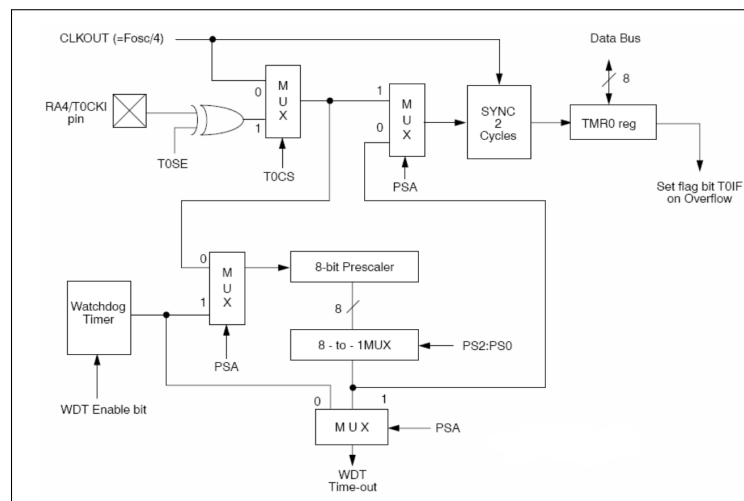 CLKOUT (=Fosc/4)
Data Bus
8
0
1
M
U
X
1
0
M
U
X
SYNC
2
Cycles
TMR0 reg
RA4/T0CKI
pin
T0SE
T0CS
PSA
Set flag bit T0IF
on Overflow
0
1
M
U
X
8-bit Prescaler
Watchdog
Timer
8
PSA
8 - to - 1MUX
PS2:PS0
WDT Enable bit
0
1
M U X
PSA
WDT
Time-out